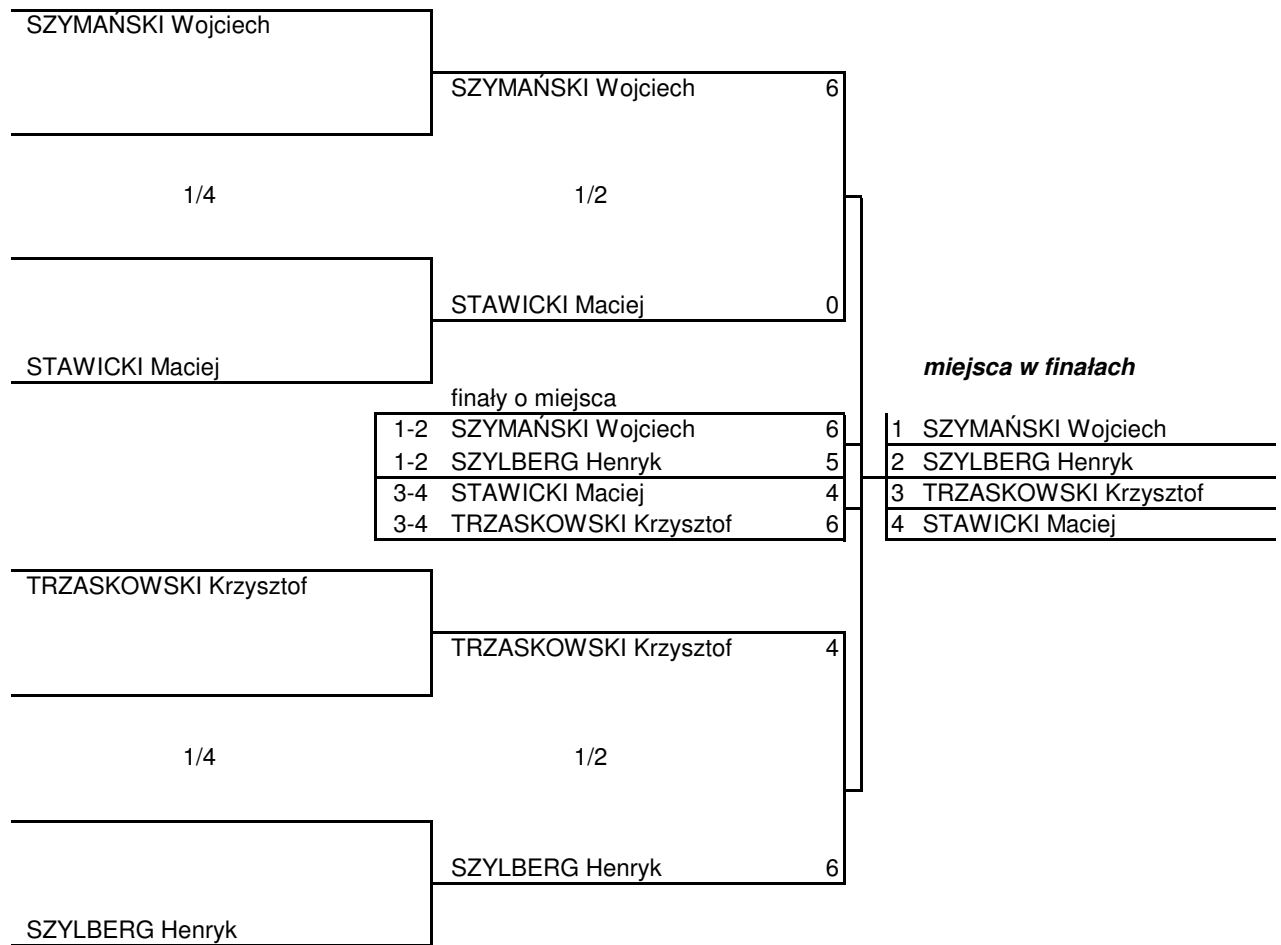 SZYMAŃSKI Wojciech
SZYMAŃSKI Wojciech 6
1/4 1/2
STAWICKI Maciej 0
STAWICKI Maciej miejsca w finałach
finały o miejsca
1-2 SZYMAŃSKI Wojciech 6 1 SZYMAŃSKI Wojciech
1-2 SZYLBERG Henryk 5 2 SZYLBERG Henryk
3-4 STAWICKI Maciej 4 3 TRZASKOWSKI Krzysztof
3-4 TRZASKOWSKI Krzysztof 6 4 STAWICKI Maciej
TRZASKOWSKI Krzysztof
TRZASKOWSKI Krzysztof 4
1/4 1/2
SZYLBERG Henryk 6
SZYLBERG Henryk